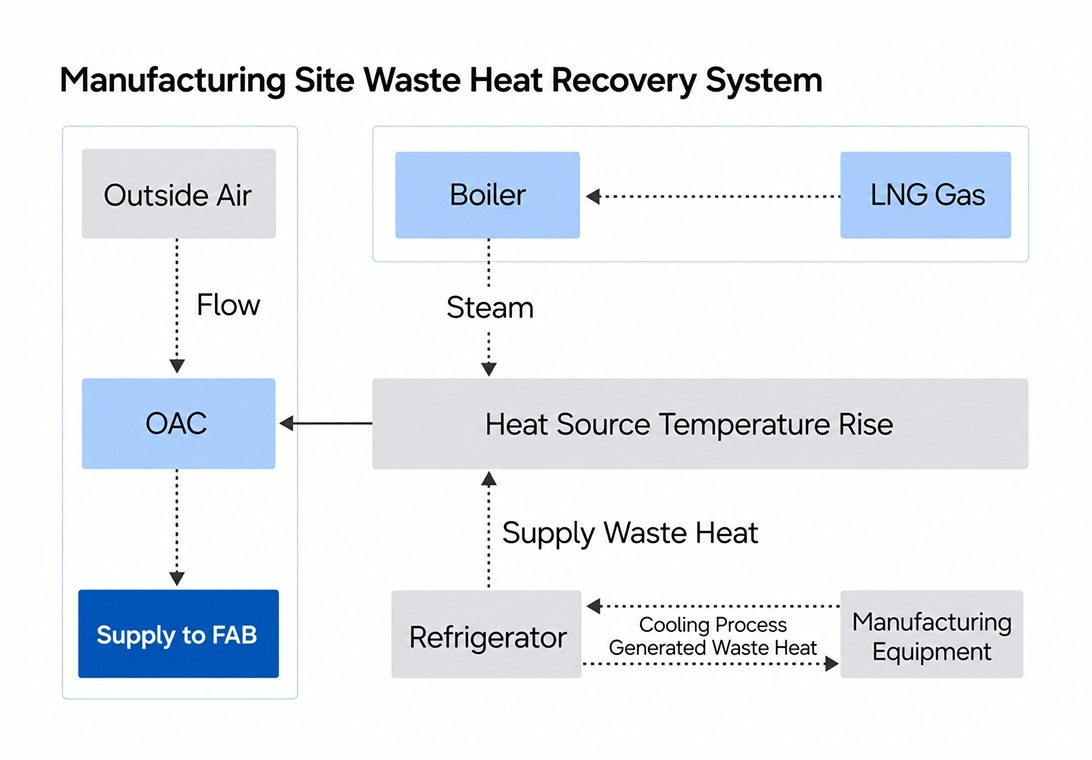 Manufacturing Site Waste Heat Recovery System
Outside Air
Flow
OAC
Supply to FAB
Boiler
LNG Gas
Steam
Heat Source Temperature Rise
Supply Waste Heat
Refrigerator
Cooling Process
Generated Waste Heat
Manufacturing
Equipment